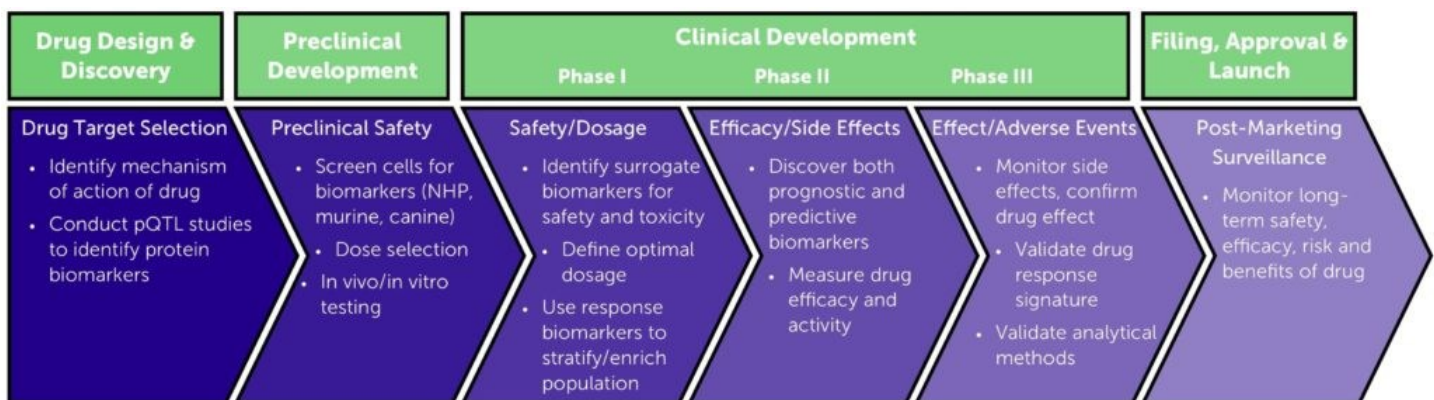 Drug Design &
Discovery
Preclinical
Development
Clinical Development
Phase I
Phase II
Phase III
Filing, Approval &
Launch
Drug Target Selection
• Identify mechanism
of action of drug
• Conduct pQTL studies
to identify protein
biomarkers
Preclinical Safety
• Screen cells for
biomarkers (NHP,
murine, canine)
• Dose selection
• In vivo/in vitro
testing
Safety/Dosage
• Identify surrogate
biomarkers for
safety and toxicity
• Define optimal
dosage
• Use response
biomarkers to
stratify/enrich
population
Efficacy/Side Effects
• Discover both
prognostic and
predictive
biomarkers
• Measure drug
efficacy and
activity
Effect/Adverse Events
• Monitor side
effects, confirm
drug effect
• Validate drug
response
signature
• Validate analytical
methods
Post-Marketing
Surveillance
• Monitor long-
term safety,
efficacy, risk and
benefits of drug